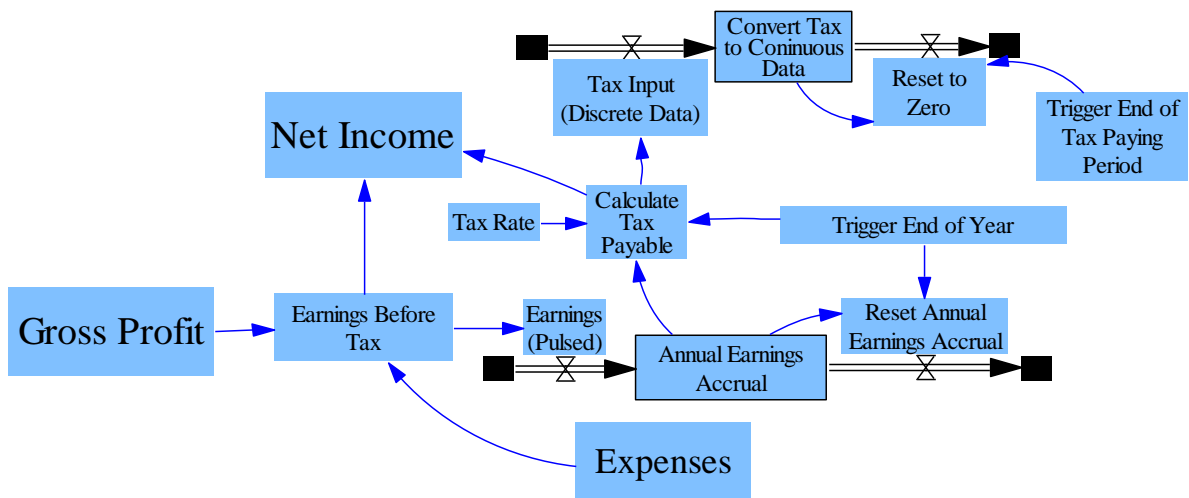 Convert Tax
to Coninuous
Data
Tax Input
(Discrete Data)
Reset to
Zero
Trigger End of
Tax Paying
Period
Net Income
Calculate
Tax
Payable
Tax Rate
Trigger End of Year
Gross Profit
Earnings Before
Tax
Earnings
(Pulsed)
Reset Annual
Earnings Accrual
Annual Earnings
Accrual
Expenses